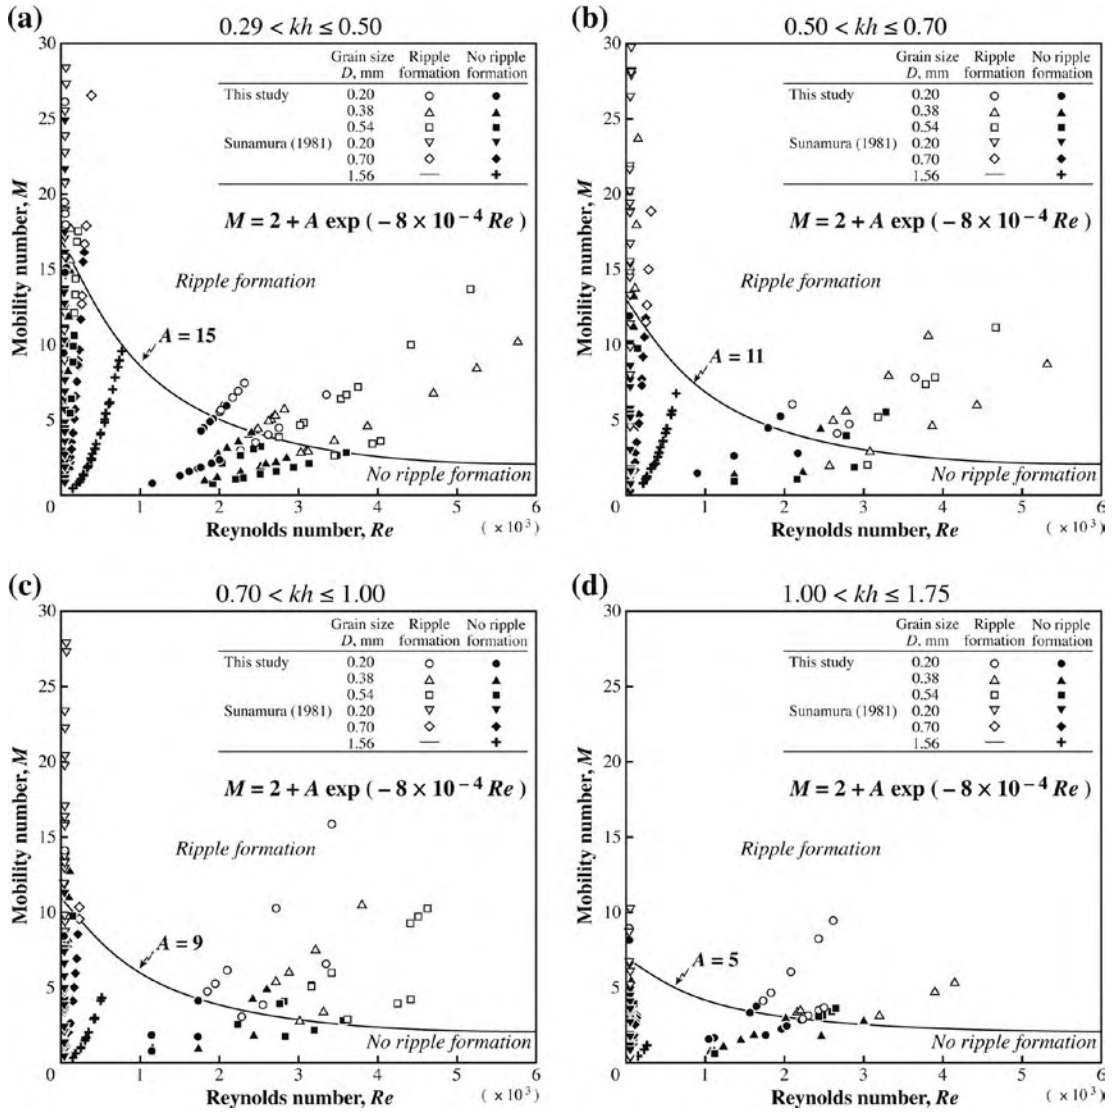 (a)
0.29 < kh ≤ 0.50
30
25
20
15
10
5
0
Mobility number, M
Grain size Ripple No ripple
D, mm formation formation
This study 0.20
0.38
0.54
Sunamura (1981) 0.20
0.70
1.56
M = 2 + A exp ( − 8 × 10⁻⁴ Re )
Ripple formation
A = 15
No ripple formation
1 2 3 4 5 6
Reynolds number, Re ( × 10³ )
(b)
0.50 < kh ≤ 0.70
30
25
20
15
10
5
0
Mobility number, M
Grain size Ripple No ripple
D, mm formation formation
This study 0.20
0.38
0.54
Sunamura (1981) 0.20
0.70
1.56
M = 2 + A exp ( − 8 × 10⁻⁴ Re )
Ripple formation
A = 11
No ripple formation
1 2 3 4 5 6
Reynolds number, Re ( × 10³ )
(c)
0.70 < kh ≤ 1.00
30
25
20
15
10
5
0
Mobility number, M
Grain size Ripple No ripple
D, mm formation formation
This study 0.20
0.38
0.54
Sunamura (1981) 0.20
0.70
1.56
M = 2 + A exp ( − 8 × 10⁻⁴ Re )
Ripple formation
A = 9
No ripple formation
1 2 3 4 5 6
Reynolds number, Re ( × 10³ )
(d)
1.00 < kh ≤ 1.75
30
25
20
15
10
5
0
Mobility number, M
Grain size Ripple No ripple
D, mm formation formation
This study 0.20
0.38
0.54
Sunamura (1981) 0.20
0.70
1.56
M = 2 + A exp ( − 8 × 10⁻⁴ Re )
Ripple formation
A = 5
No ripple formation
1 2 3 4 5 6
Reynolds number, Re ( × 10³ )